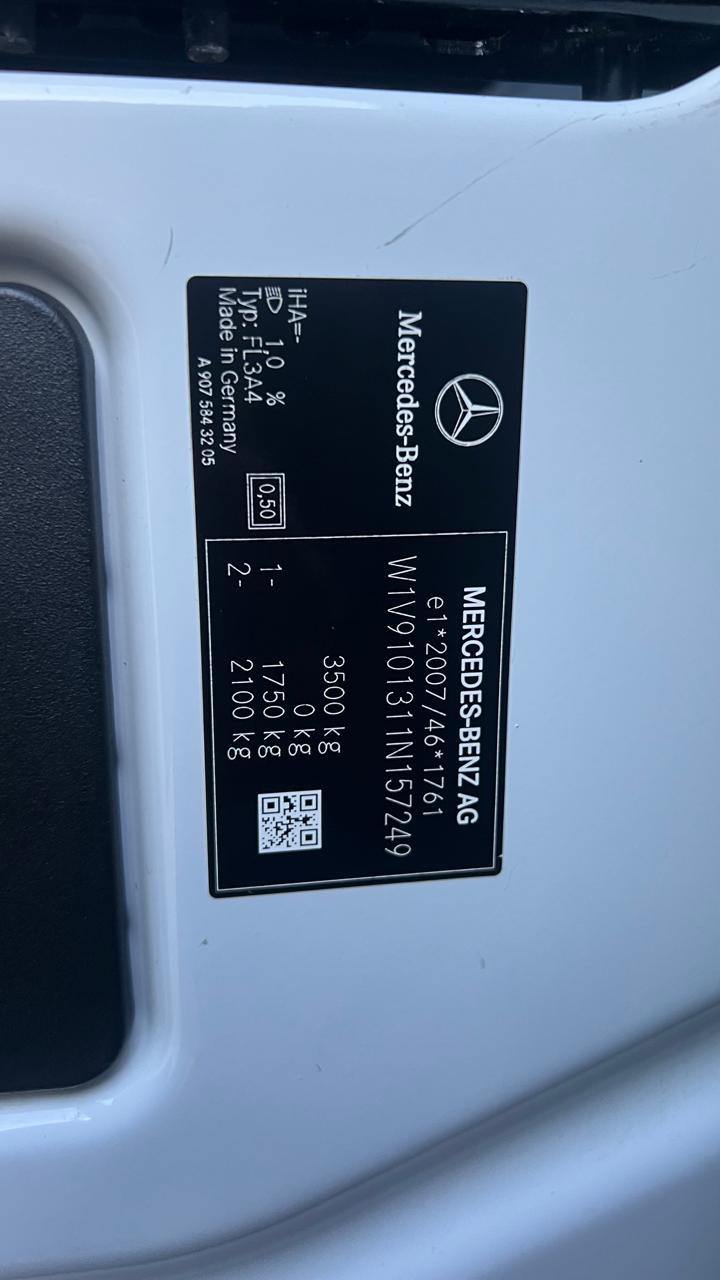 Mercedes-Benz
iHA=-
1,0 %
Typ: FL3A4
Made in Germany
A 907 584 32 05
0,50
MERCEDES-BENZ AG
e1*2007/46*1761
W1V9101311N157249
3500 kg
0 kg
1- 1750 kg
2- 2100 kg